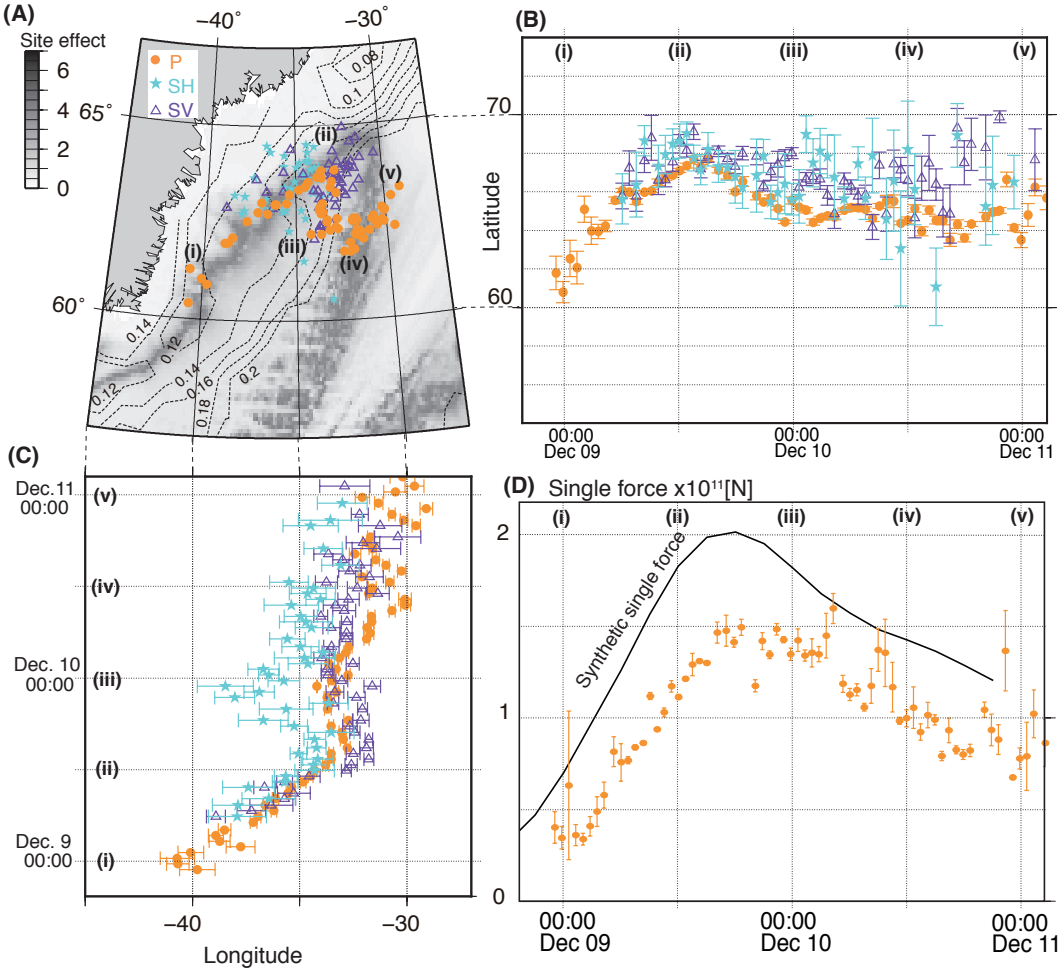 (A)
−40°
−30°
Site effect
6
4
2
0
P
SH
SV
65°
60°
0.08
0.1
(i)
(ii)
(iii)
(iv)
(v)
0.14
0.12
0.12
0.14
0.16
0.18
0.2
(B)
(i)
(ii)
(iii)
(iv)
(v)
70
60
Latitude
00:00
Dec 09
00:00
Dec 10
00:00
Dec 11
(C)
Dec.11
00:00
(v)
(iv)
Dec. 10
00:00
(iii)
(ii)
Dec. 9
00:00
(i)
−40
−30
Longitude
(D)
Single force x10¹¹[N]
(i)
(ii)
(iii)
(iv)
(v)
2
1
0
Synthetic single force
00:00
Dec 09
00:00
Dec 10
00:00
Dec 11